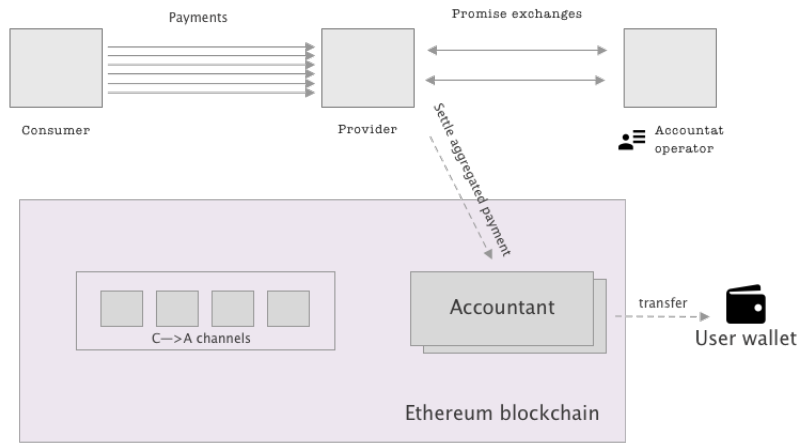 Payments
Promise exchanges
Consumer
Provider
Accountat
operator
Settle aggregated payment
Accountant
transfer
User wallet
C—>A channels
Ethereum blockchain